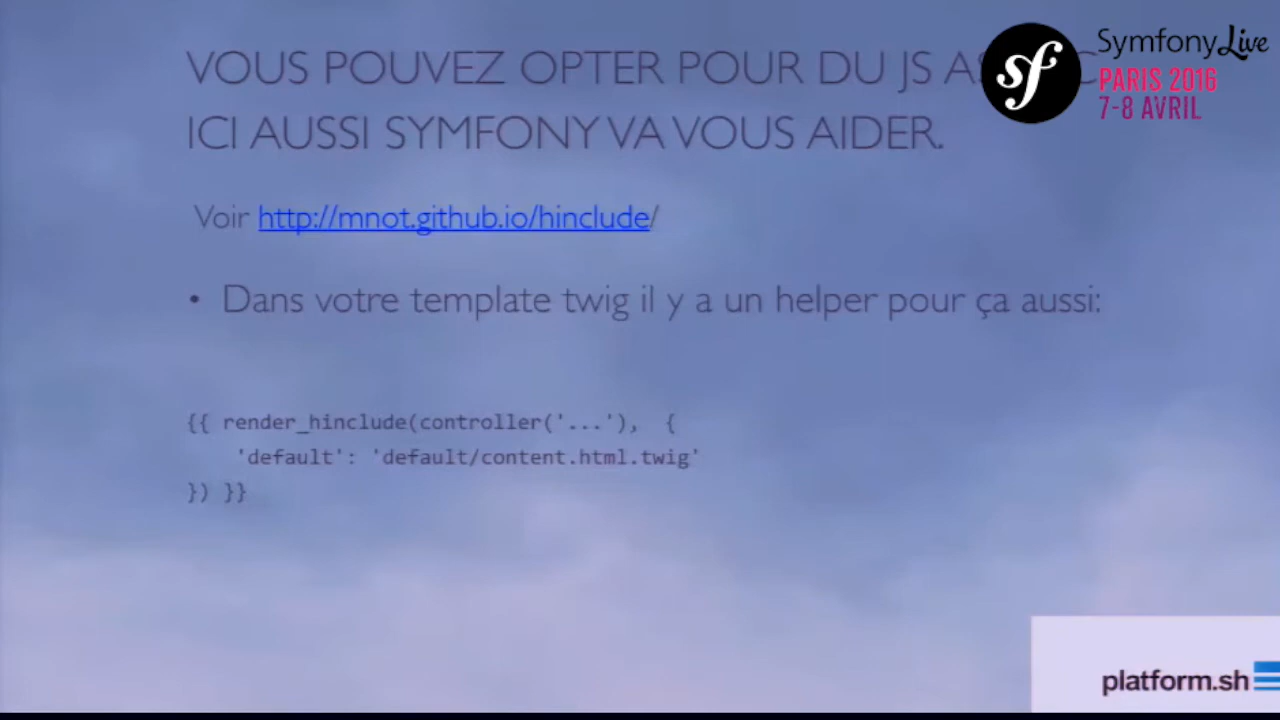 VOUS POUVEZ OPTER POUR DU JS
ICI AUSSI SYMFONY VA VOUS AIDER.
Voir http://mnot.github.io/hinclude/
• Dans votre template twig il y a un helper pour ça aussi:
{{ render_hinclude(controller('...'), {
'default': 'default/content.html.twig'
}) }}
sf
SymfonyLive
PARIS 2016
7-8 AVRIL
platform.sh